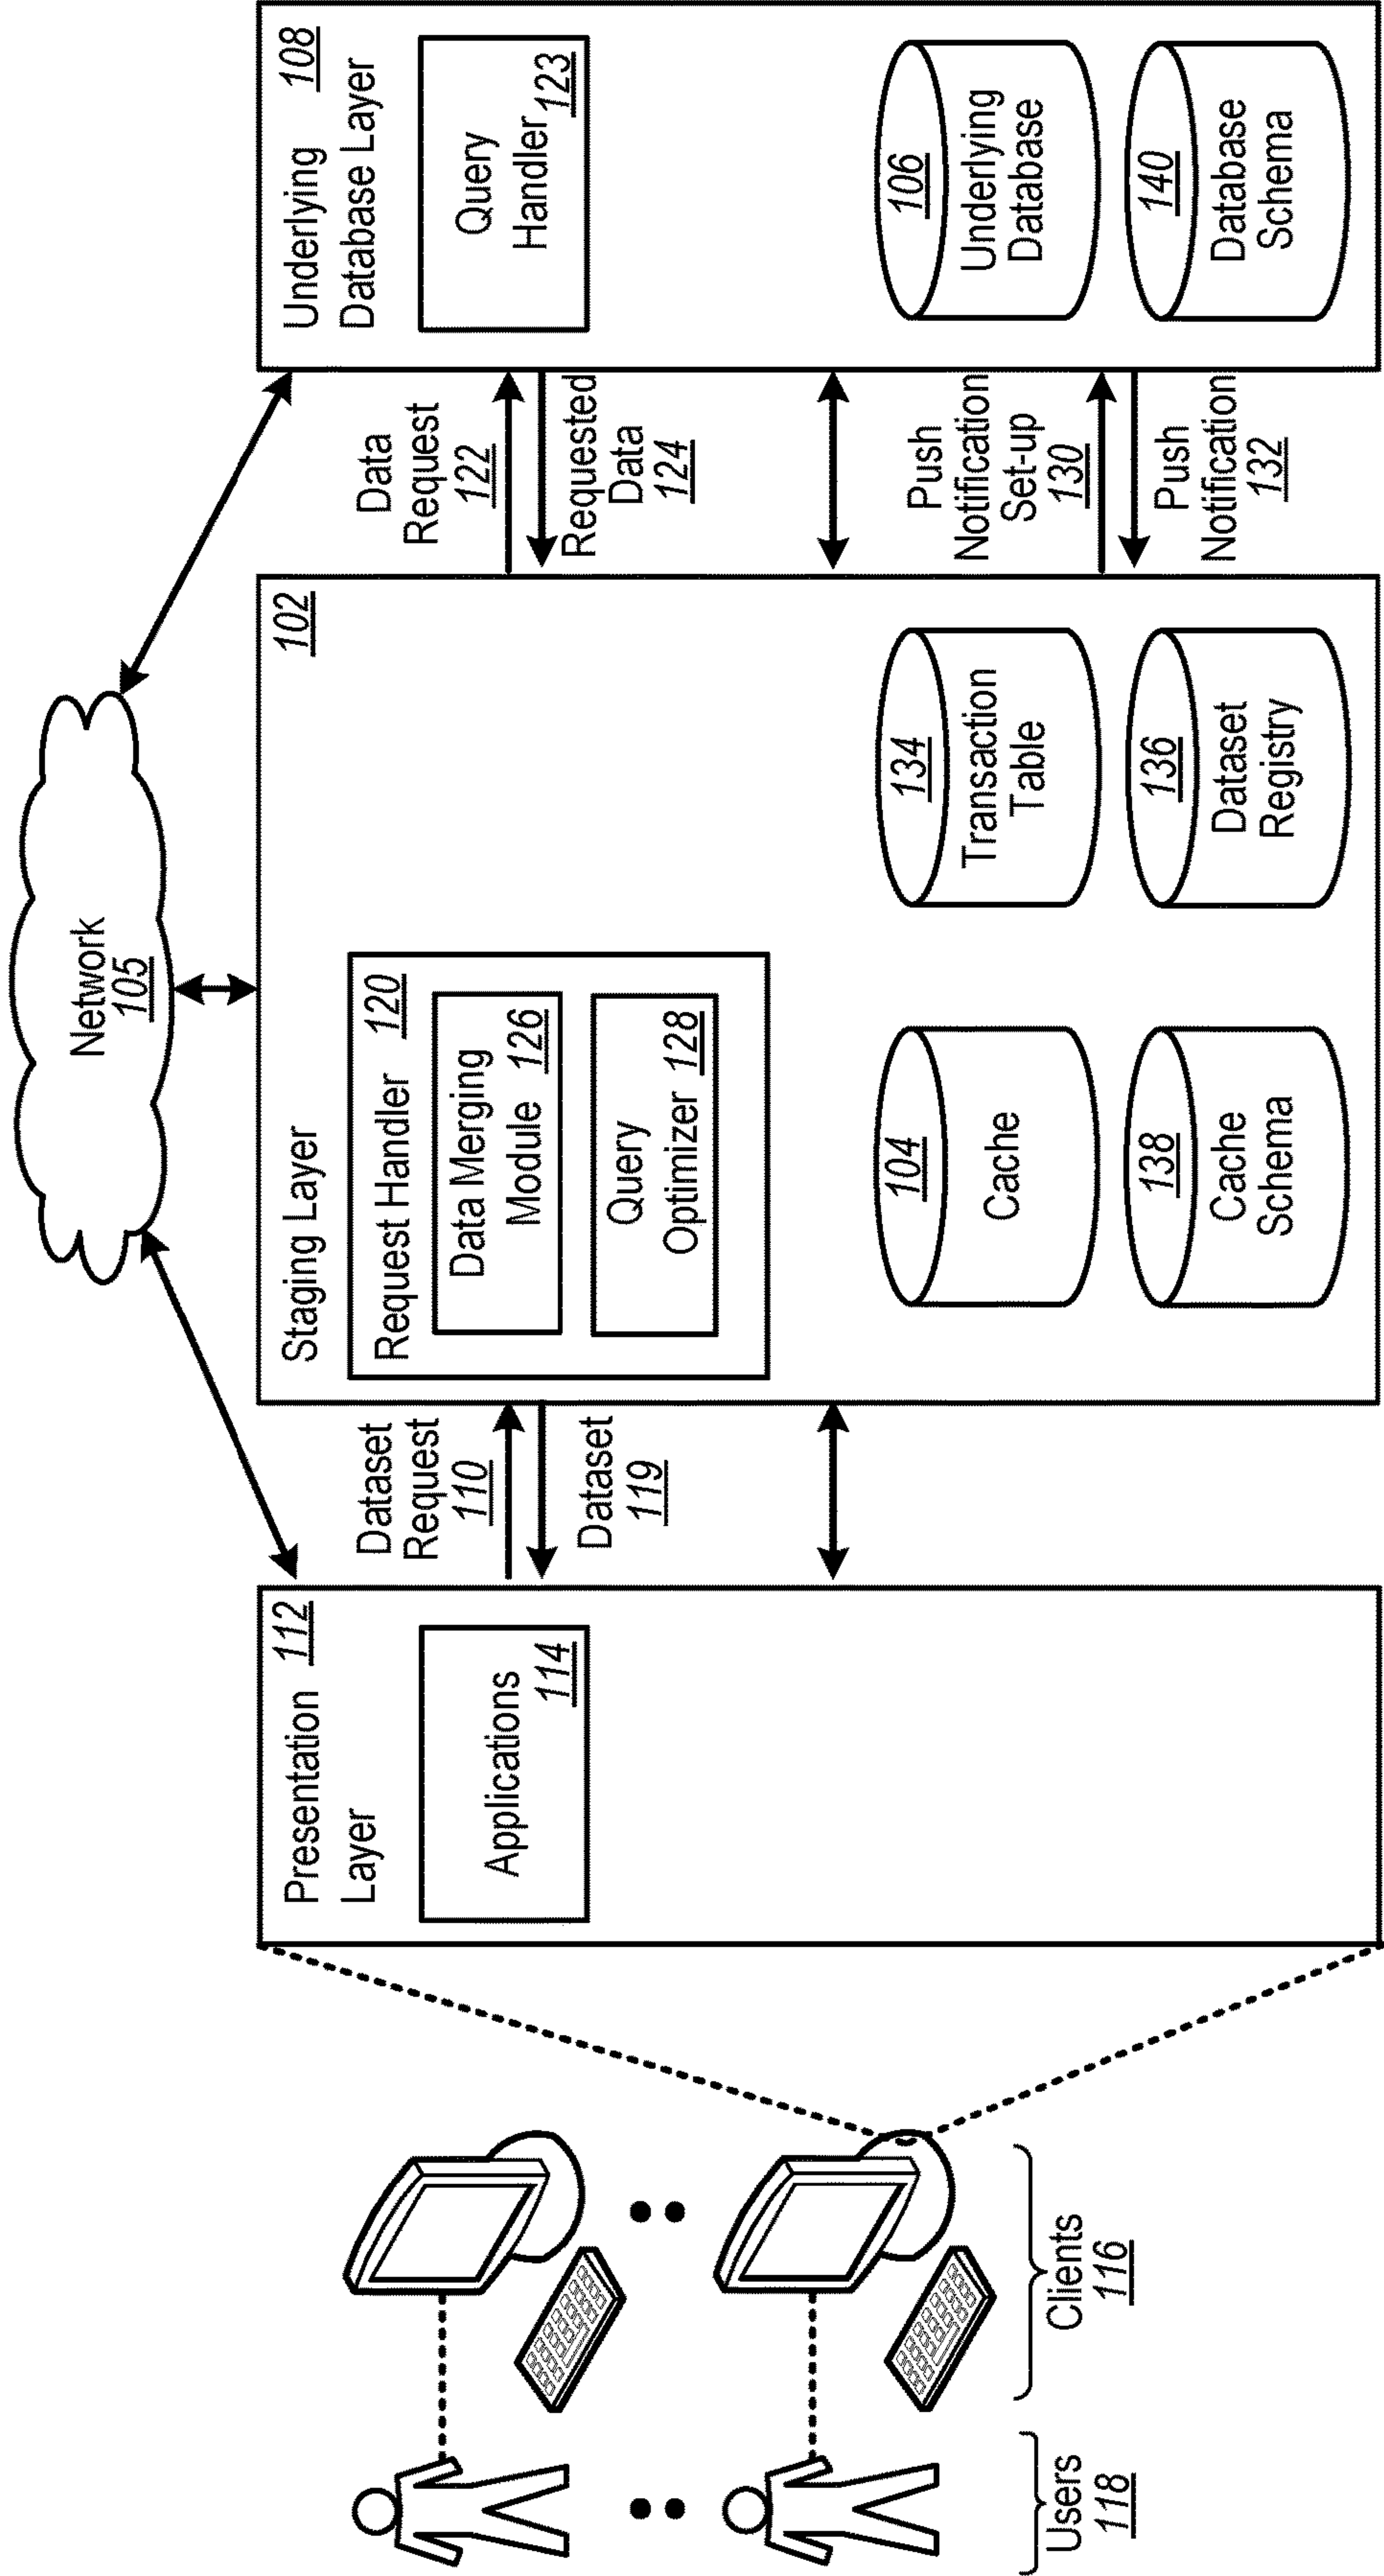 Network
105
Users
118
Clients
116
Presentation
Layer
112
Applications
114
Dataset
Request
110
Dataset
119
Staging Layer
102
Request Handler
120
Data Merging
Module
126
Query
Optimizer
128
104
Cache
138
Cache
Schema
134
Transaction
Table
136
Dataset
Registry
Data
Request
122
Requested
Data
124
Push
Notification
Set-up
130
Push
Notification
132
Underlying
108
Database Layer
Query
Handler
123
106
Underlying
Database
140
Database
Schema